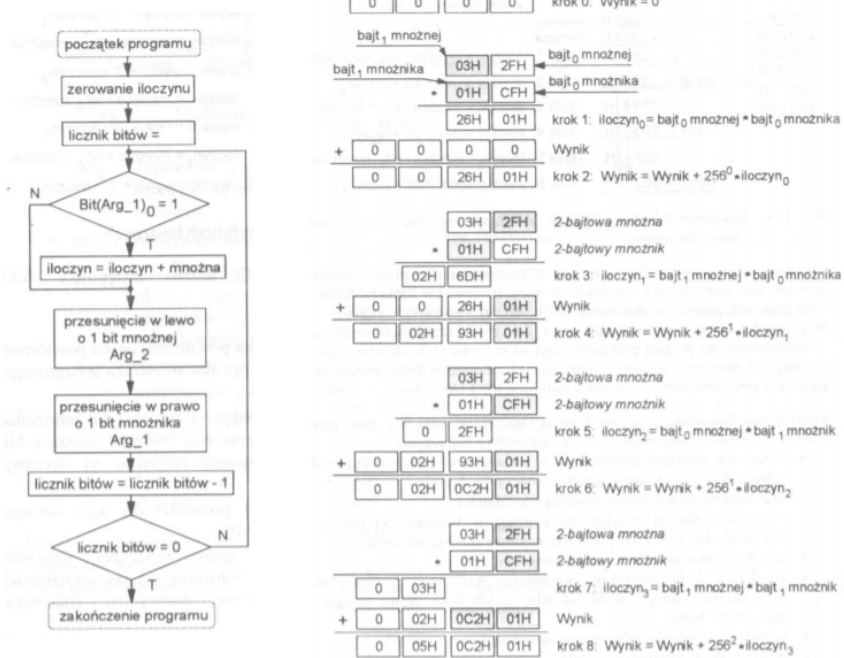 początek programu
zerowanie iloczynu
licznik bitów =
N
Bit(Arg_1)0 = 1
T
iloczyn = iloczyn + mnożna
przesunięcie w lewo
o 1 bit mnożnej
Arg_2
przesunięcie w prawo
o 1 bit mnożnika
Arg_1
licznik bitów = licznik bitów - 1
licznik bitów = 0
N
T
zakończenie programu
0 0 0 0 krok 0: Wynik = 0
bajt1 mnożnej
03H 2FH bajt0 mnożnej
bajt1 mnożnika
* 01H CFH bajt0 mnożnika
26H 01H krok 1: iloczyn0= bajt0 mnożnej * bajt0 mnożnika
+ 0 0 0 0 Wynik
0 0 26H 01H krok 2: Wynik = Wynik + 256^0 * iloczyn0
03H 2FH 2-bajtowa mnożna
* 01H CFH 2-bajtowy mnożnik
02H 6DH krok 3: iloczyn1 = bajt1 mnożnej * bajt0 mnożnika
+ 0 0 26H 01H Wynik
0 02H 93H 01H krok 4: Wynik = Wynik + 256^1 * iloczyn1
03H 2FH 2-bajtowa mnożna
* 01H CFH 2-bajtowy mnożnik
0 2FH krok 5: iloczyn2 = bajt0 mnożnej * bajt1 mnożnik
+ 0 02H 93H 01H Wynik
0 02H 0C2H 01H krok 6: Wynik = Wynik + 256^1 * iloczyn2
03H 2FH 2-bajtowa mnożna
* 01H CFH 2-bajtowy mnożnik
0 03H krok 7: iloczyn3 = bajt1 mnożnej * bajt1 mnożnik
+ 0 02H 0C2H 01H Wynik
0 05H 0C2H 01H krok 8: Wynik = Wynik + 256^2 * iloczyn3